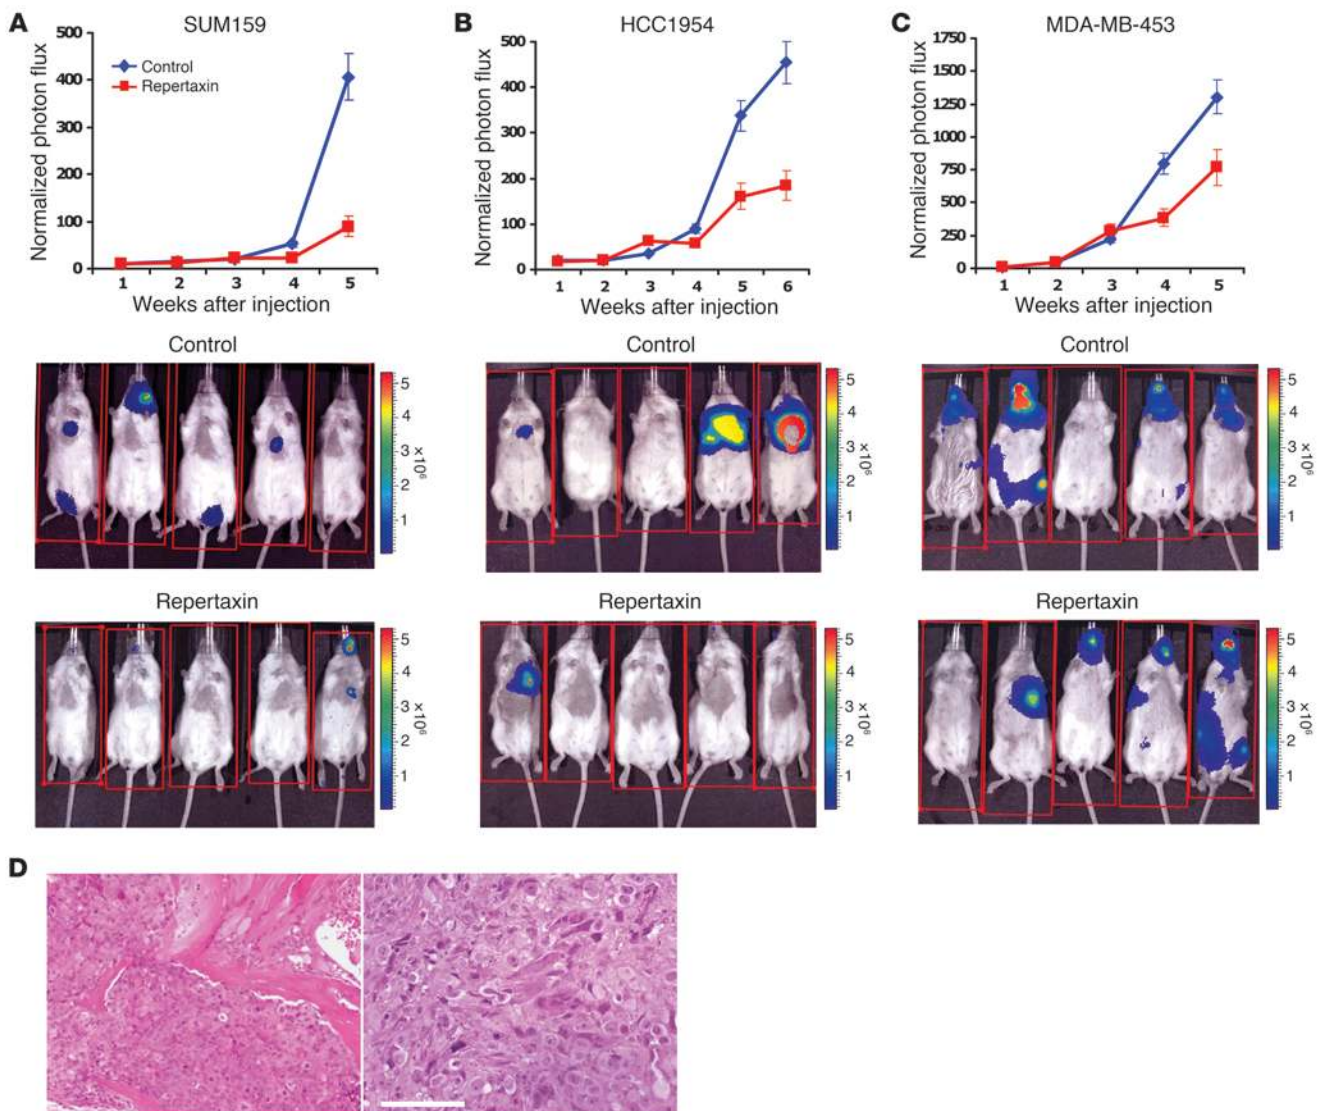 A
SUM159
Normalized photon flux
500
400
300
200
100
0
Control
Repertaxin
1 2 3 4 5
Weeks after injection
Control
5
4
3
2
1
×10⁶
Repertaxin
5
4
3
2
1
×10⁶
B
HCC1954
Normalized photon flux
500
400
300
200
100
0
1 2 3 4 5 6
Weeks after injection
Control
5
4
3
2
1
×10⁶
Repertaxin
5
4
3
2
1
×10⁶
C
MDA-MB-453
Normalized photon flux
1750
1500
1250
1000
750
500
250
0
1 2 3 4 5
Weeks after injection
Control
5
4
3
2
1
×10⁶
Repertaxin
5
4
3
2
1
×10⁶
D